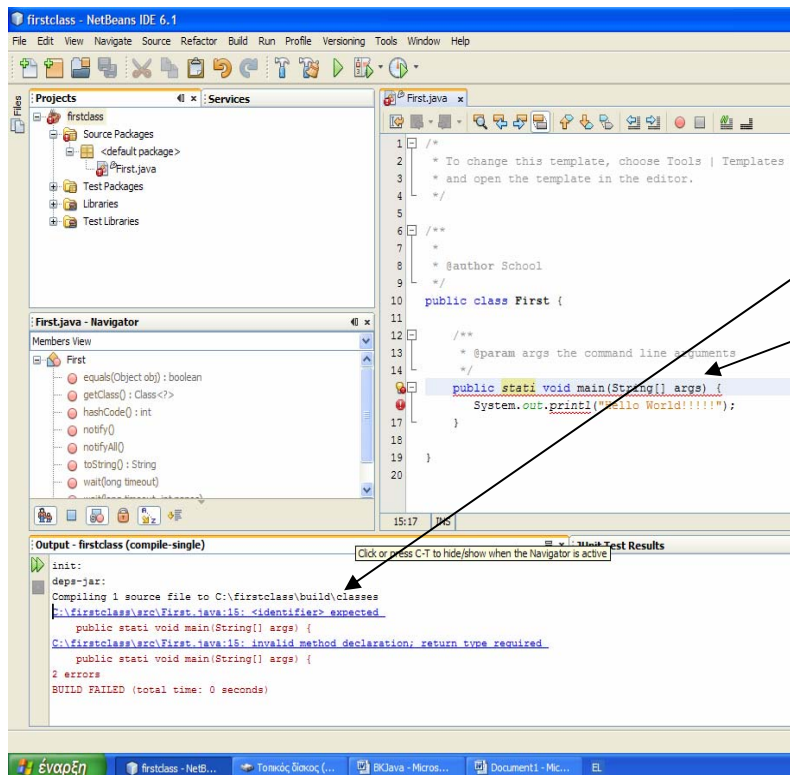 firstclass - NetBeans IDE 6.1
File Edit View Navigate Source Refactor Build Run Profile Versioning Tools Window Help
Files
Projects
Services
firstclass
Source Packages
<default package>
First.java
Test Packages
Libraries
Test Libraries
First.java - Navigator
Members View
First
equals(Object obj) : boolean
getClass() : Class<?>
hashCode() : int
notify()
notifyAll()
toString() : String
wait(long timeout)
wait(long timeout, int nanos)
First.java
1 /*
2 * To change this template, choose Tools | Templates
3 * and open the template in the editor.
4 */
5
6 /**
7 *
8 * @author School
9 */
10 public class First {
11
12 /**
13 * @param args the command line arguments
14 */
public stati void main(String[] args) {
System.out.printl("Hello World!!!!!");
17 }
18
19 }
20
15:17 INS
Output - firstclass (compile-single)
JUnit Test Results
Click or press C-T to hide/show when the Navigator is active
init:
deps-jar:
Compiling 1 source file to C:\firstclass\build\classes
C:\firstclass\src\First.java:15: <identifier> expected
public stati void main(String[] args) {
C:\firstclass\src\First.java:15: invalid method declaration; return type required
public stati void main(String[] args) {
2 errors
BUILD FAILED (total time: 0 seconds)
έναρξη
firstclass - NetB...
Τοπικός δίσκος (...
BKJava - Micros...
Document1 - Mic...
EL